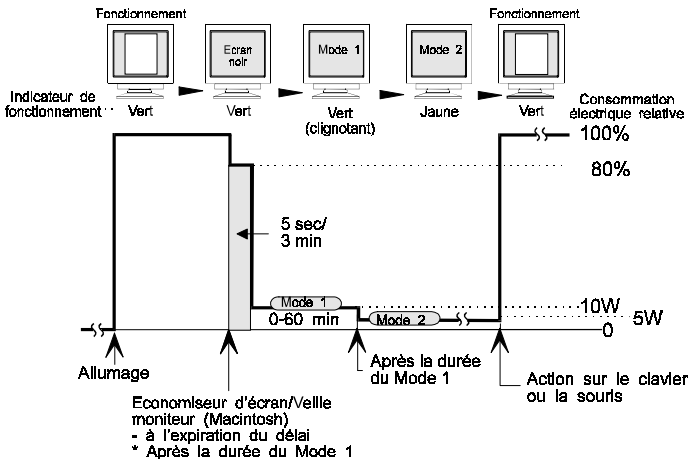 Fonctionnement
Fonctionnement
Ecran
noir
Mode 1
Mode 2
Indicateur de
fonctionnement
Vert
Vert
Vert
(clignotant)
Jaune
Vert
Consommation
électrique relative
100%
80%
5 sec/
3 min
Mode 1
0-60 min
Mode 2
10W
5W
0
Allumage
Après la durée
du Mode 1
Action sur le clavier
ou la souris
Economiseur d'écran/Veille
moniteur (Macintosh)
- à l'expiration du délai
* Après la durée du Mode 1